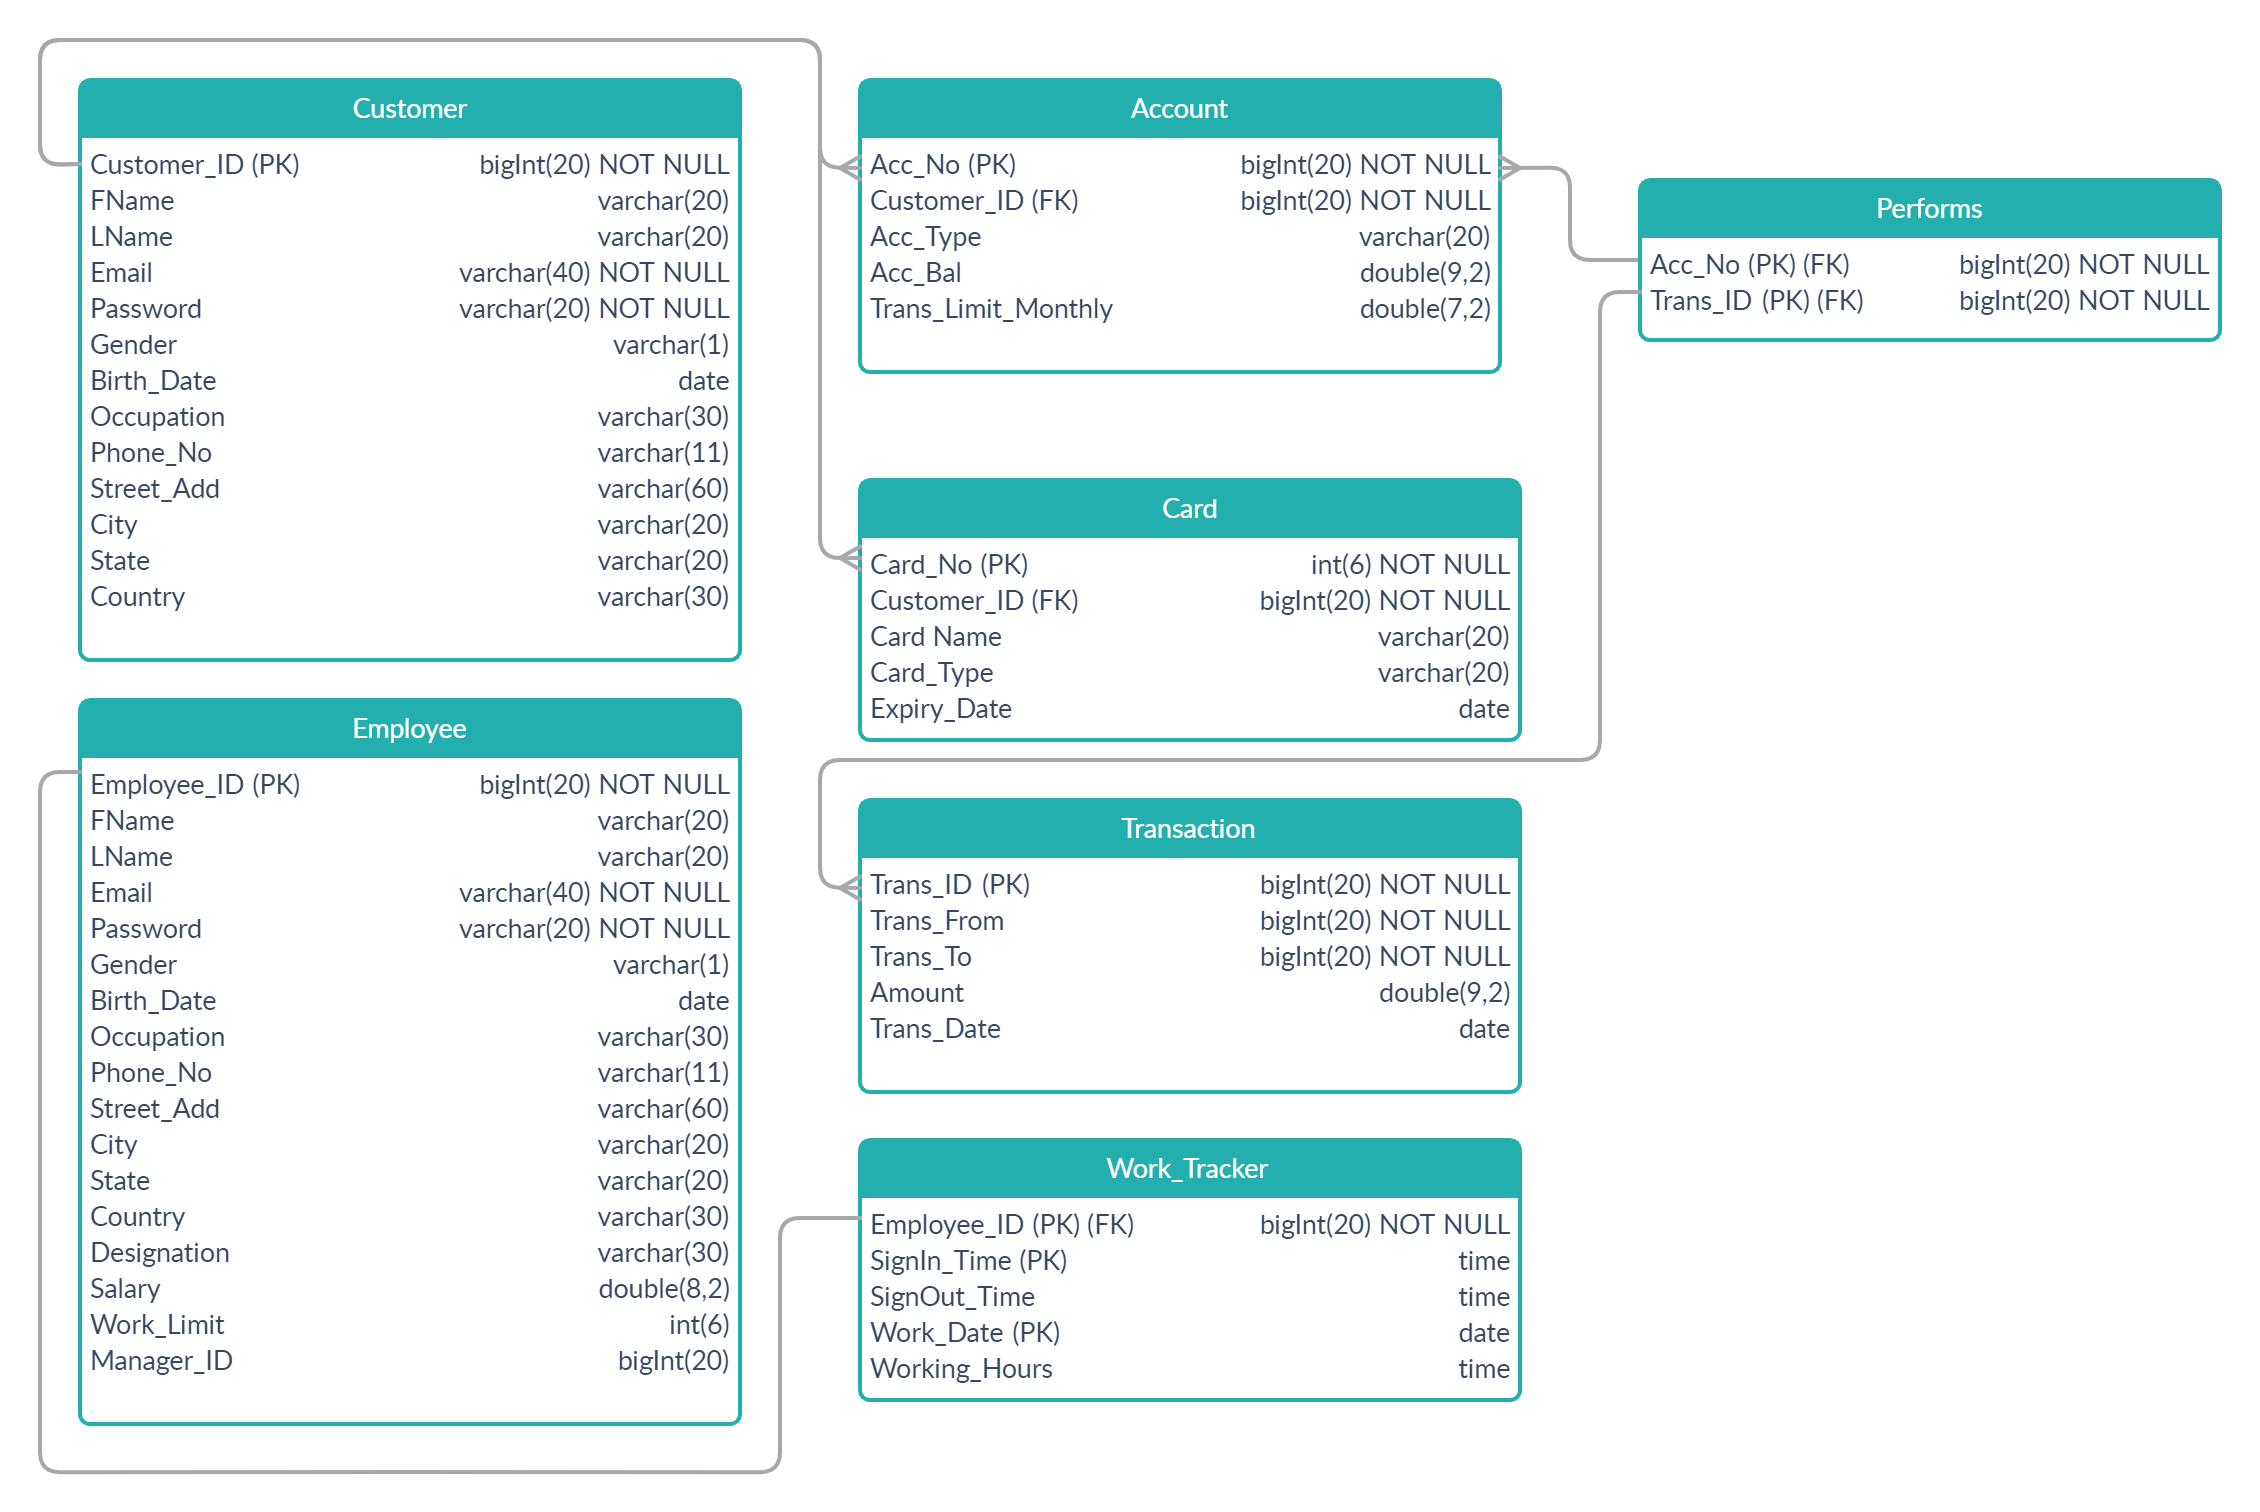 Customer
Customer_ID (PK) bigInt(20) NOT NULL
FName varchar(20)
LName varchar(20)
Email varchar(40) NOT NULL
Password varchar(20) NOT NULL
Gender varchar(1)
Birth_Date date
Occupation varchar(30)
Phone_No varchar(11)
Street_Add varchar(60)
City varchar(20)
State varchar(20)
Country varchar(30)
Account
Acc_No (PK) bigInt(20) NOT NULL
Customer_ID (FK) bigInt(20) NOT NULL
Acc_Type varchar(20)
Acc_Bal double(9,2)
Trans_Limit_Monthly double(7,2)
Performs
Acc_No (PK) (FK) bigInt(20) NOT NULL
Trans_ID (PK) (FK) bigInt(20) NOT NULL
Card
Card_No (PK) int(6) NOT NULL
Customer_ID (FK) bigInt(20) NOT NULL
Card Name varchar(20)
Card_Type varchar(20)
Expiry_Date date
Employee
Employee_ID (PK) bigInt(20) NOT NULL
FName varchar(20)
LName varchar(20)
Email varchar(40) NOT NULL
Password varchar(20) NOT NULL
Gender varchar(1)
Birth_Date date
Occupation varchar(30)
Phone_No varchar(11)
Street_Add varchar(60)
City varchar(20)
State varchar(20)
Country varchar(30)
Designation varchar(30)
Salary double(8,2)
Work_Limit int(6)
Manager_ID bigInt(20)
Transaction
Trans_ID (PK) bigInt(20) NOT NULL
Trans_From bigInt(20) NOT NULL
Trans_To bigInt(20) NOT NULL
Amount double(9,2)
Trans_Date date
Work_Tracker
Employee_ID (PK) (FK) bigInt(20) NOT NULL
SignIn_Time (PK) time
SignOut_Time time
Work_Date (PK) date
Working_Hours time